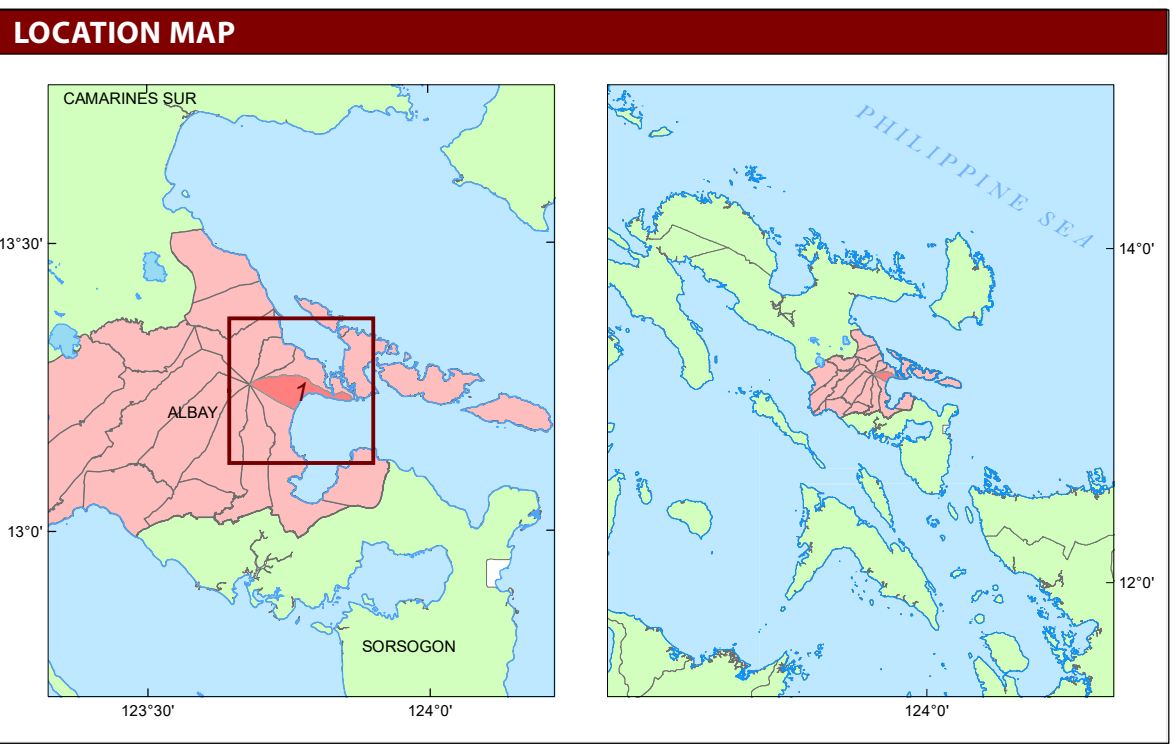 LOCATION MAP
CAMARINES SUR
PHILIPPINE SEA
13°30'
14°0'
1
ALBAY
13°0'
12°0'
SORSOGON
123°30'
124°0'
124°0'